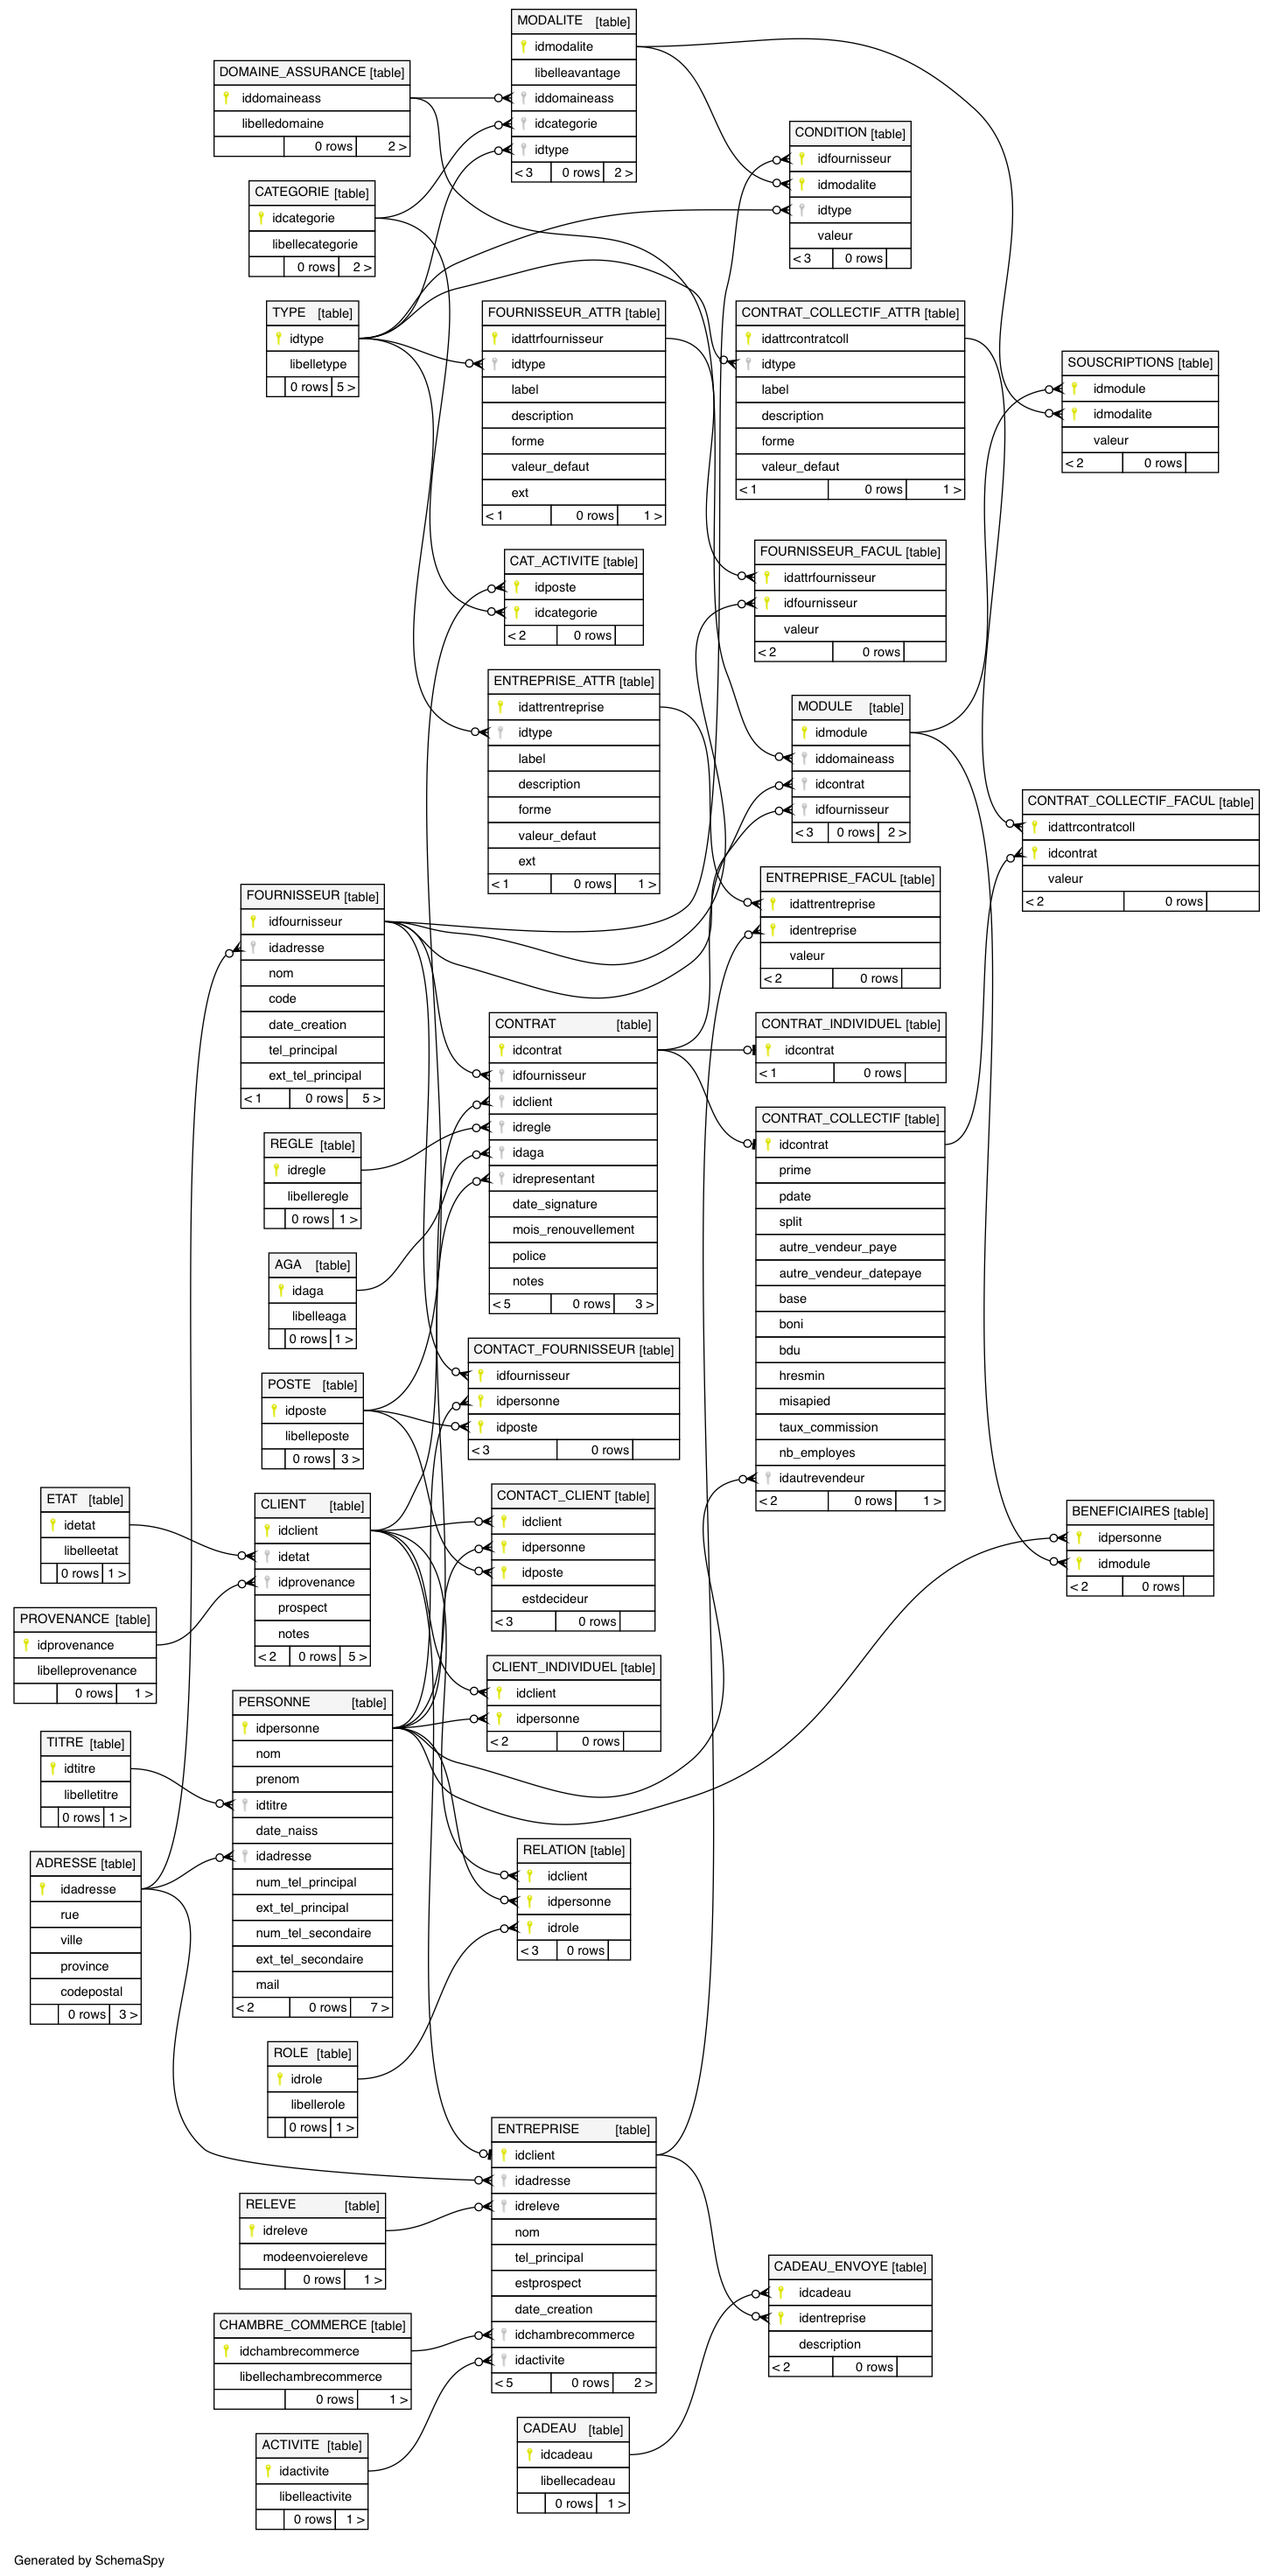 MODALITE [table]
idmodalite
libelleavantage
iddomaineass
idcategorie
idtype
< 3 0 rows 2 >
DOMAINE_ASSURANCE [table]
iddomaineass
libelledomaine
0 rows 2 >
CONDITION [table]
idfournisseur
idmodalite
idtype
valeur
< 3 0 rows
CATEGORIE [table]
idcategorie
libellecategorie
0 rows 2 >
TYPE [table]
idtype
libelletype
0 rows 5 >
FOURNISSEUR_ATTR [table]
idattrfournisseur
idtype
label
description
forme
valeur_defaut
ext
< 1 0 rows 1 >
CONTRAT_COLLECTIF_ATTR [table]
idattrcontratcoll
idtype
label
description
forme
valeur_defaut
< 1 0 rows 1 >
SOUSCRIPTIONS [table]
idmodule
idmodalite
valeur
< 2 0 rows
CAT_ACTIVITE [table]
idposte
idcategorie
< 2 0 rows
FOURNISSEUR_FACUL [table]
idattrfournisseur
idfournisseur
valeur
< 2 0 rows
ENTREPRISE_ATTR [table]
idattrentreprise
idtype
label
description
forme
valeur_defaut
ext
< 1 0 rows 1 >
MODULE [table]
idmodule
iddomaineass
idcontrat
idfournisseur
< 3 0 rows 2 >
CONTRAT_COLLECTIF_FACUL [table]
idattrcontratcoll
idcontrat
valeur
< 2 0 rows
ENTREPRISE_FACUL [table]
idattrentreprise
identreprise
valeur
< 2 0 rows
FOURNISSEUR [table]
idfournisseur
idadresse
nom
code
date_creation
tel_principal
ext_tel_principal
< 1 0 rows 5 >
CONTRAT [table]
idcontrat
idfournisseur
idclient
idregle
idaga
idrepresentant
date_signature
mois_renouvellement
police
notes
< 5 0 rows 3 >
CONTRAT_INDIVIDUEL [table]
idcontrat
< 1 0 rows
CONTRAT_COLLECTIF [table]
idcontrat
prime
pdate
split
autre_vendeur_paye
autre_vendeur_datepaye
base
boni
bdu
hresmin
misapied
taux_commission
nb_employes
idautrevendeur
< 2 0 rows 1 >
REGLE [table]
idregle
libelleregle
0 rows 1 >
AGA [table]
idaga
libelleaga
0 rows 1 >
CONTACT_FOURNISSEUR [table]
idfournisseur
idpersonne
idposte
< 3 0 rows
POSTE [table]
idposte
libelleposte
0 rows 3 >
ETAT [table]
idetat
libelleetat
0 rows 1 >
CLIENT [table]
idclient
idetat
idprovenance
prospect
notes
< 2 0 rows 5 >
CONTACT_CLIENT [table]
idclient
idpersonne
idposte
estdecideur
< 3 0 rows
BENEFICIAIRES [table]
idpersonne
idmodule
< 2 0 rows
PROVENANCE [table]
idprovenance
libelleprovenance
0 rows 1 >
CLIENT_INDIVIDUEL [table]
idclient
idpersonne
< 2 0 rows
PERSONNE [table]
idpersonne
nom
prenom
idtitre
date_naiss
idadresse
num_tel_principal
ext_tel_principal
num_tel_secondaire
ext_tel_secondaire
mail
< 2 0 rows 7 >
TITRE [table]
idtitre
libelletitre
0 rows 1 >
ADRESSE [table]
idadresse
rue
ville
province
codepostal
0 rows 3 >
RELATION [table]
idclient
idpersonne
idrole
< 3 0 rows
ROLE [table]
idrole
libellerole
0 rows 1 >
ENTREPRISE [table]
idclient
idadresse
idreleve
nom
tel_principal
estprospect
date_creation
idchambrecommerce
idactivite
< 5 0 rows 2 >
RELEVE [table]
idreleve
modeenvoiereleve
0 rows 1 >
CADEAU_ENVOYE [table]
idcadeau
identreprise
description
< 2 0 rows
CHAMBRE_COMMERCE [table]
idchambrecommerce
libellechambrecommerce
0 rows 1 >
CADEAU [table]
idcadeau
libellecadeau
0 rows 1 >
ACTIVITE [table]
idactivite
libelleactivite
0 rows 1 >
Generated by SchemaSpy